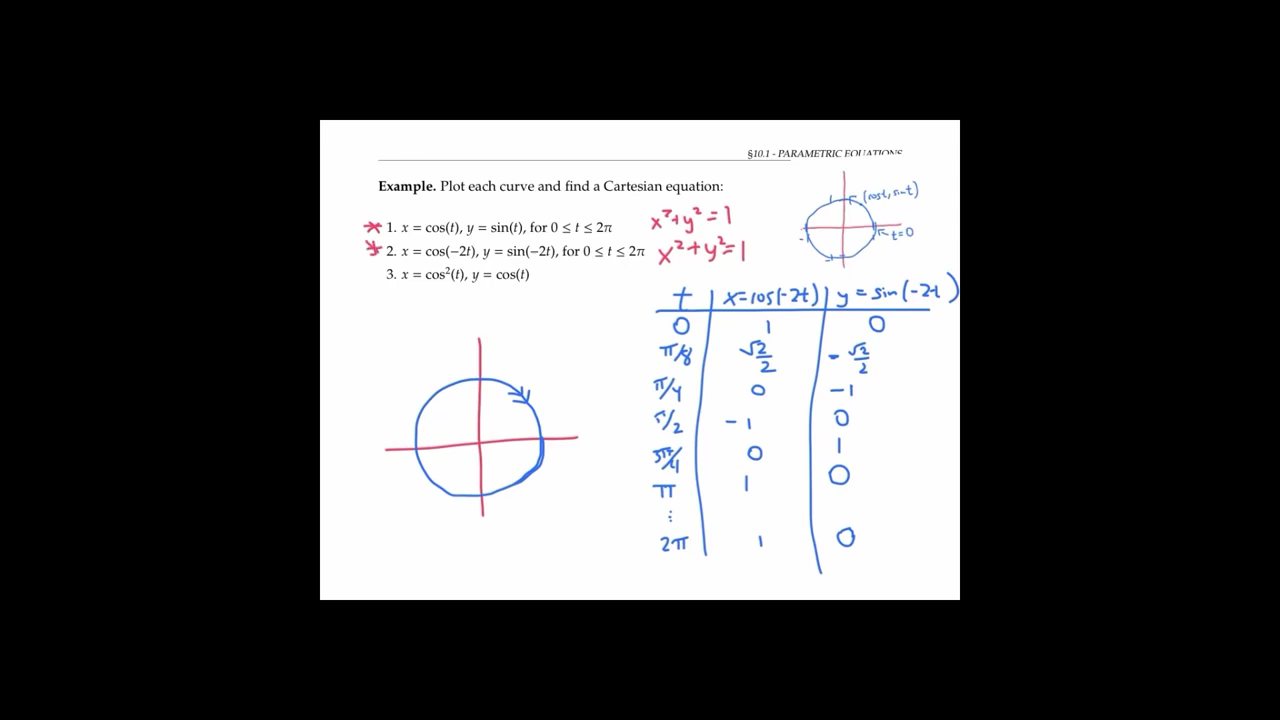 §10.1 - PARAMETRIC EQUATIONS
Example. Plot each curve and find a Cartesian equation:
1. x = cos(t), y = sin(t), for 0 ≤ t ≤ 2π
x²+y² = 1
2. x = cos(−2t), y = sin(−2t), for 0 ≤ t ≤ 2π
x²+y²=1
3. x = cos²(t), y = cos(t)
(cost, sint)
t=0
t | x=cos(-2t) | y = sin(-2t)
0 | 1 | 0
π/8 | √2/2 | -√2/2
π/4 | 0 | -1
π/2 | -1 | 0
3π/4 | 0 | 1
π | 1 | 0
⋮
2π | 1 | 0